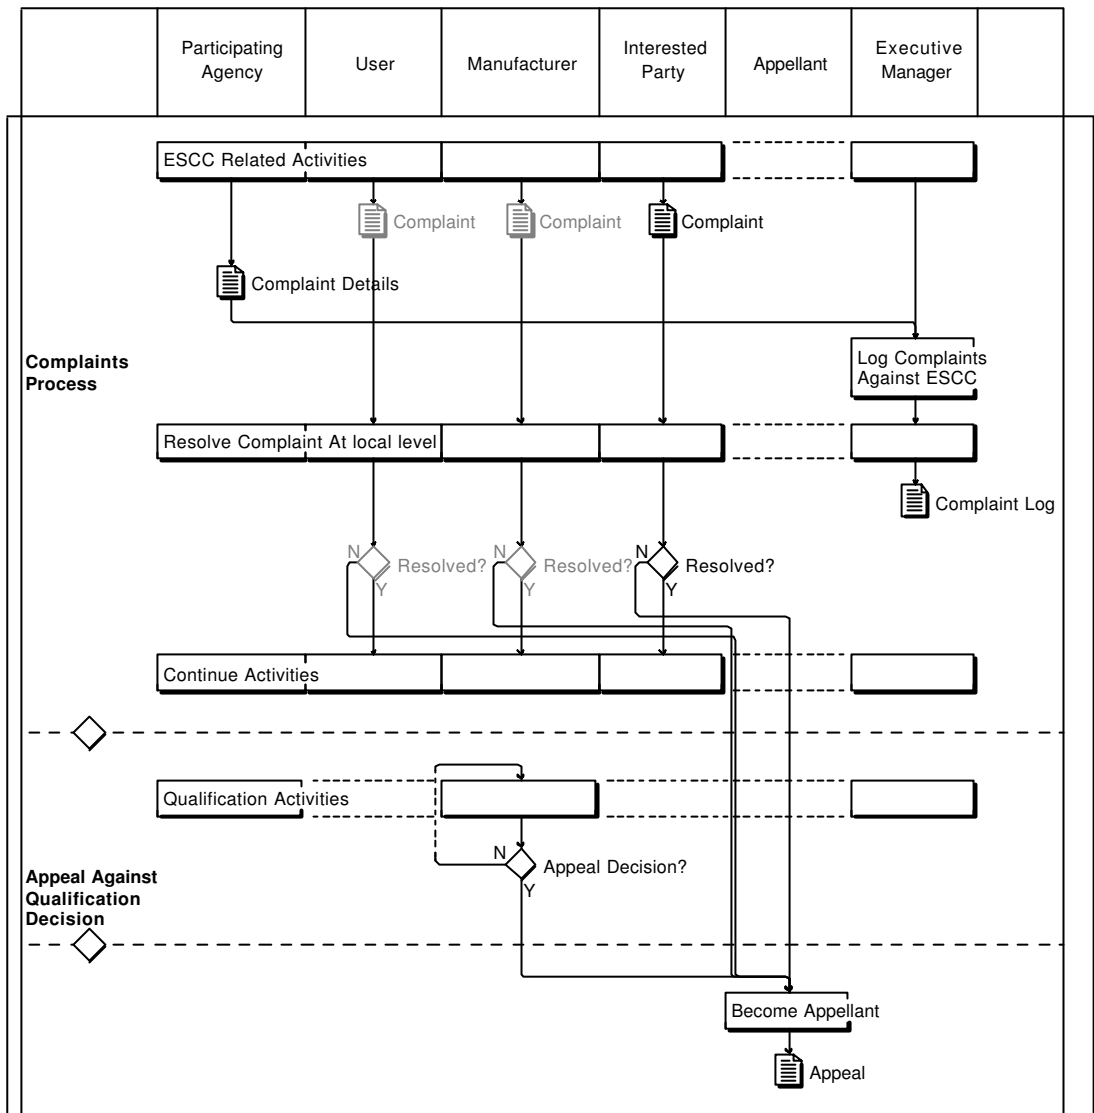 Participating
Agency
User
Manufacturer
Interested
Party
Appellant
Executive
Manager
ESCC Related Activities
Complaint
Complaint
Complaint
Complaint Details
Complaints
Process
Log Complaints
Against ESCC
Resolve Complaint At local level
Complaint Log
N
Resolved?
Y
N
Resolved?
Y
N
Resolved?
Y
Continue Activities
Qualification Activities
N
Appeal Decision?
Y
Appeal Against
Qualification
Decision
Become Appellant
Appeal